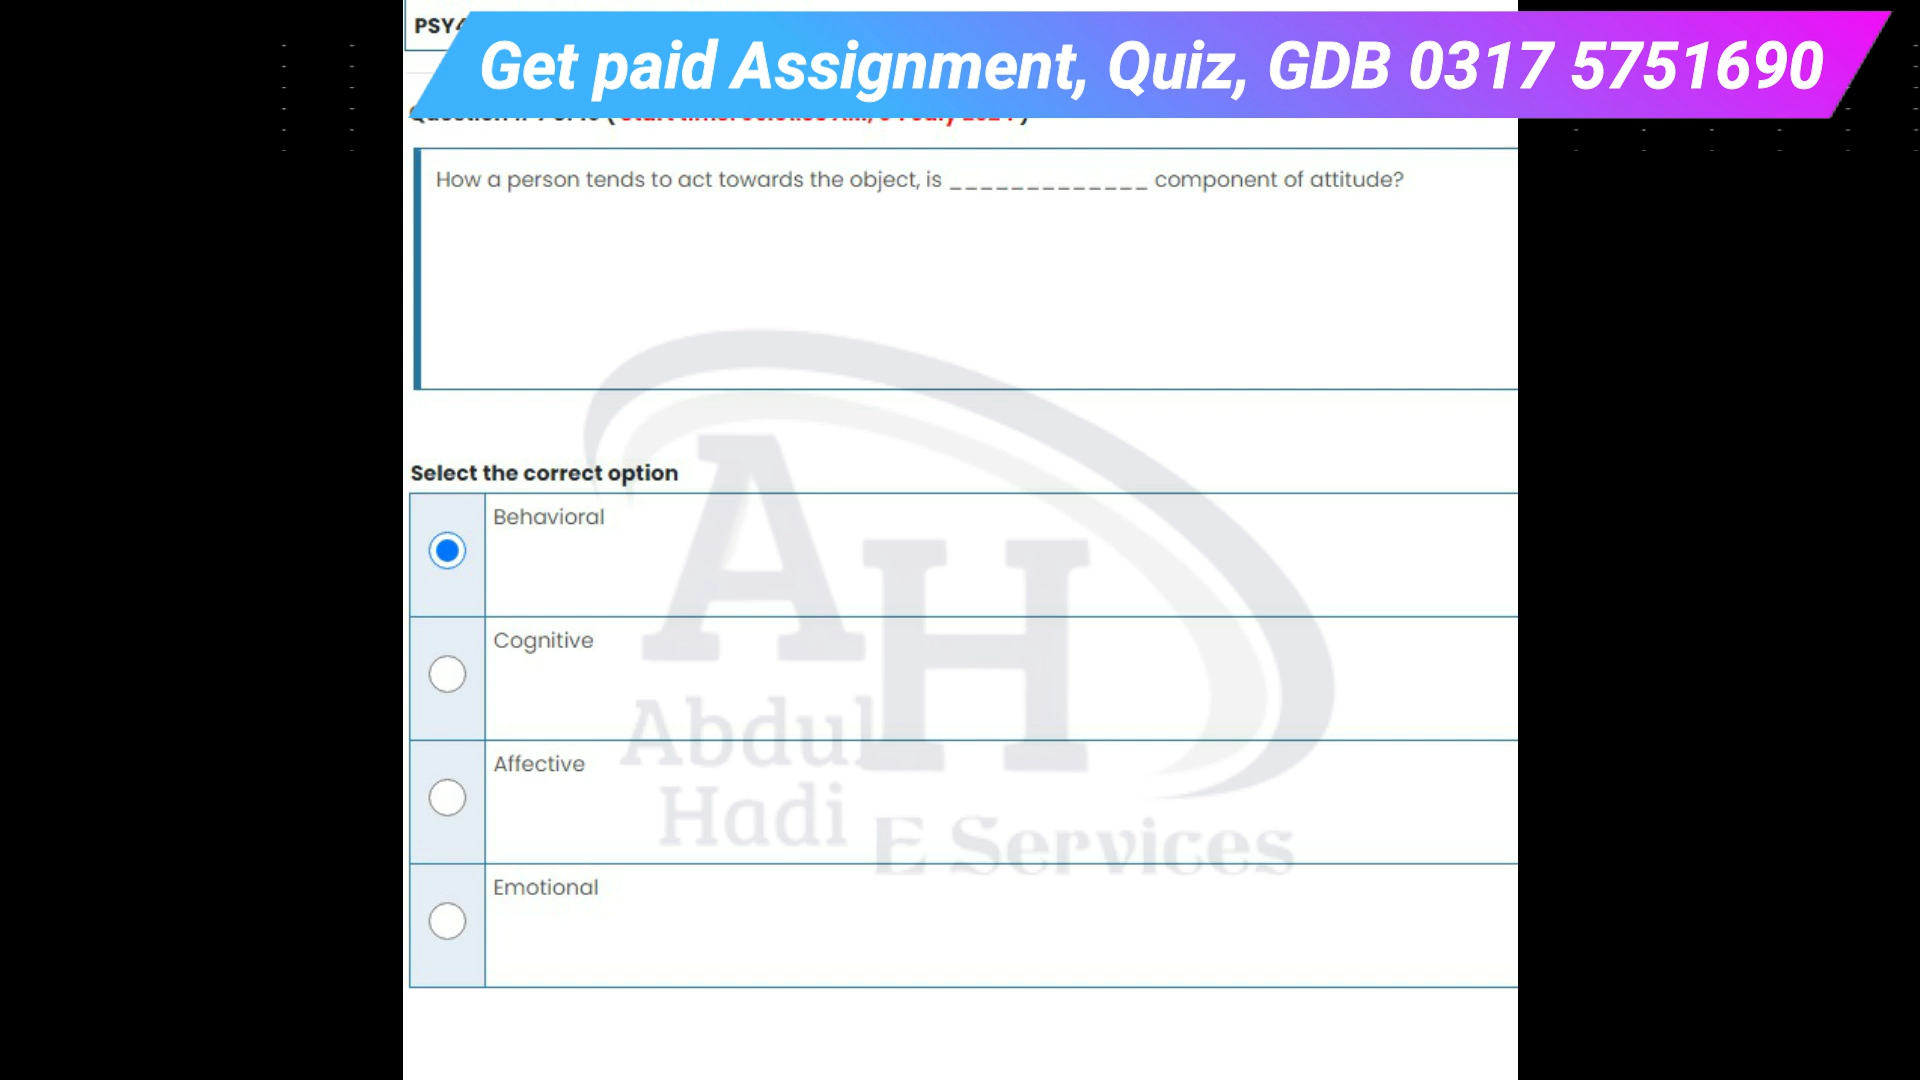 PSY
Get paid Assignment, Quiz, GDB 0317 5751690
How a person tends to act towards the object, is _____________ component of attitude?
Select the correct option
Behavioral
Cognitive
Affective
Emotional
AH
Abdul
Hadi
E Services